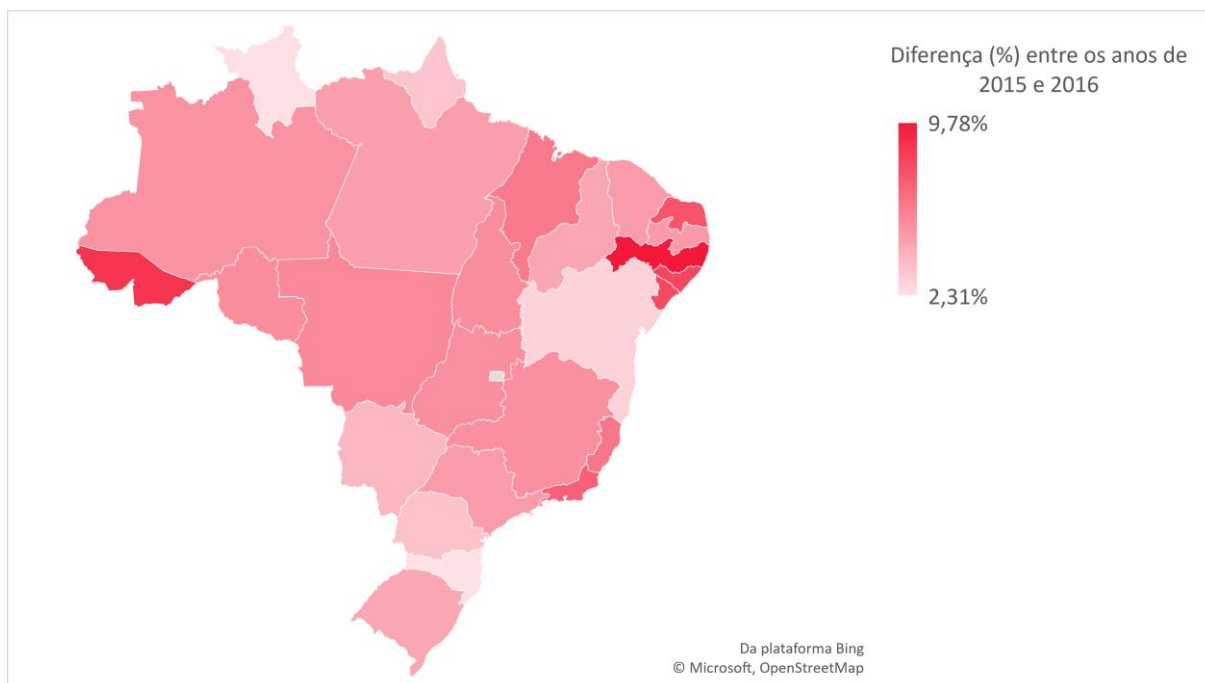 Diferença (%) entre os anos de
2015 e 2016
9,78%
2,31%
Da plataforma Bing
© Microsoft, OpenStreetMap